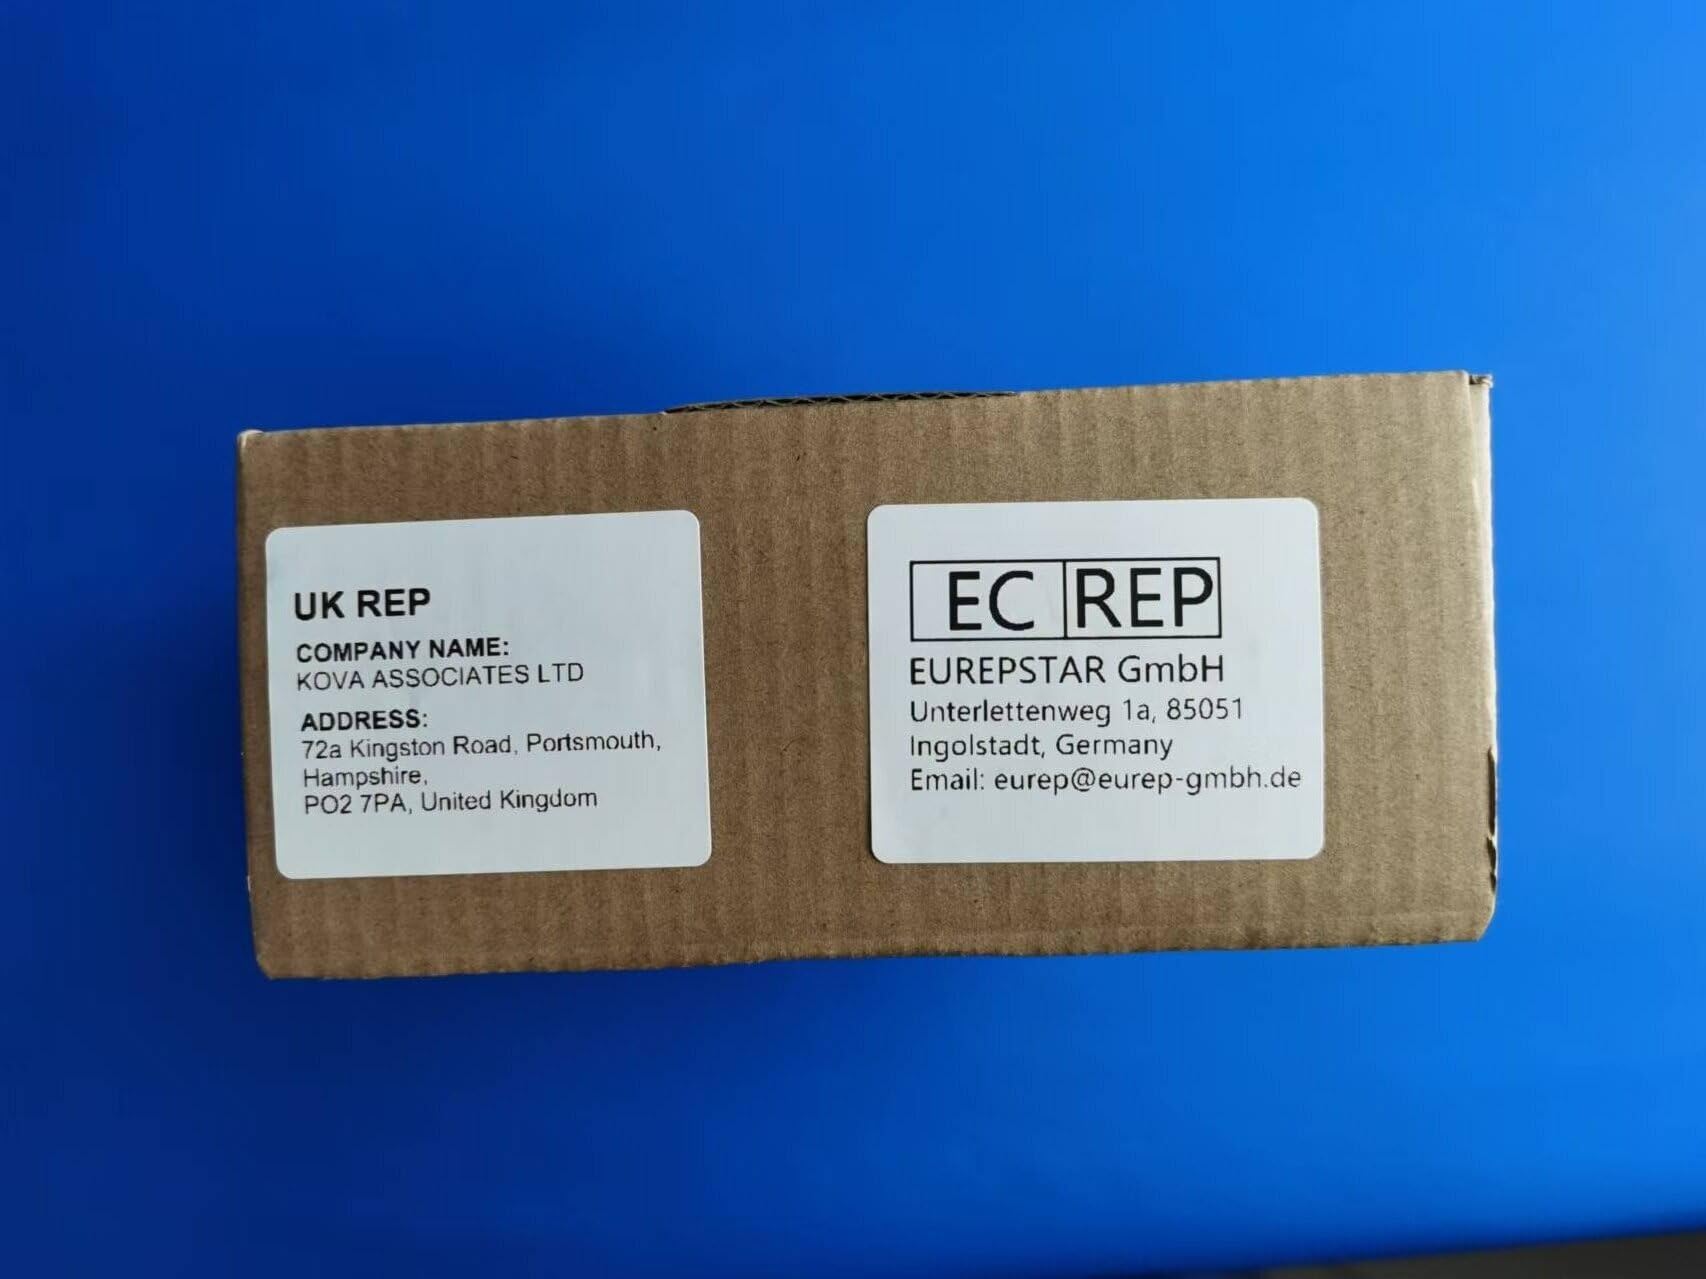 UK REP
COMPANY NAME:
KOVA ASSOCIATES LTD
ADDRESS:
72a Kingston Road, Portsmouth,
Hampshire,
PO2 7PA, United Kingdom
EC REP
EUREPSTAR GmbH
Unterlettenweg 1a, 85051
Ingolstadt, Germany
Email: eurep@eurep-gmbh.de